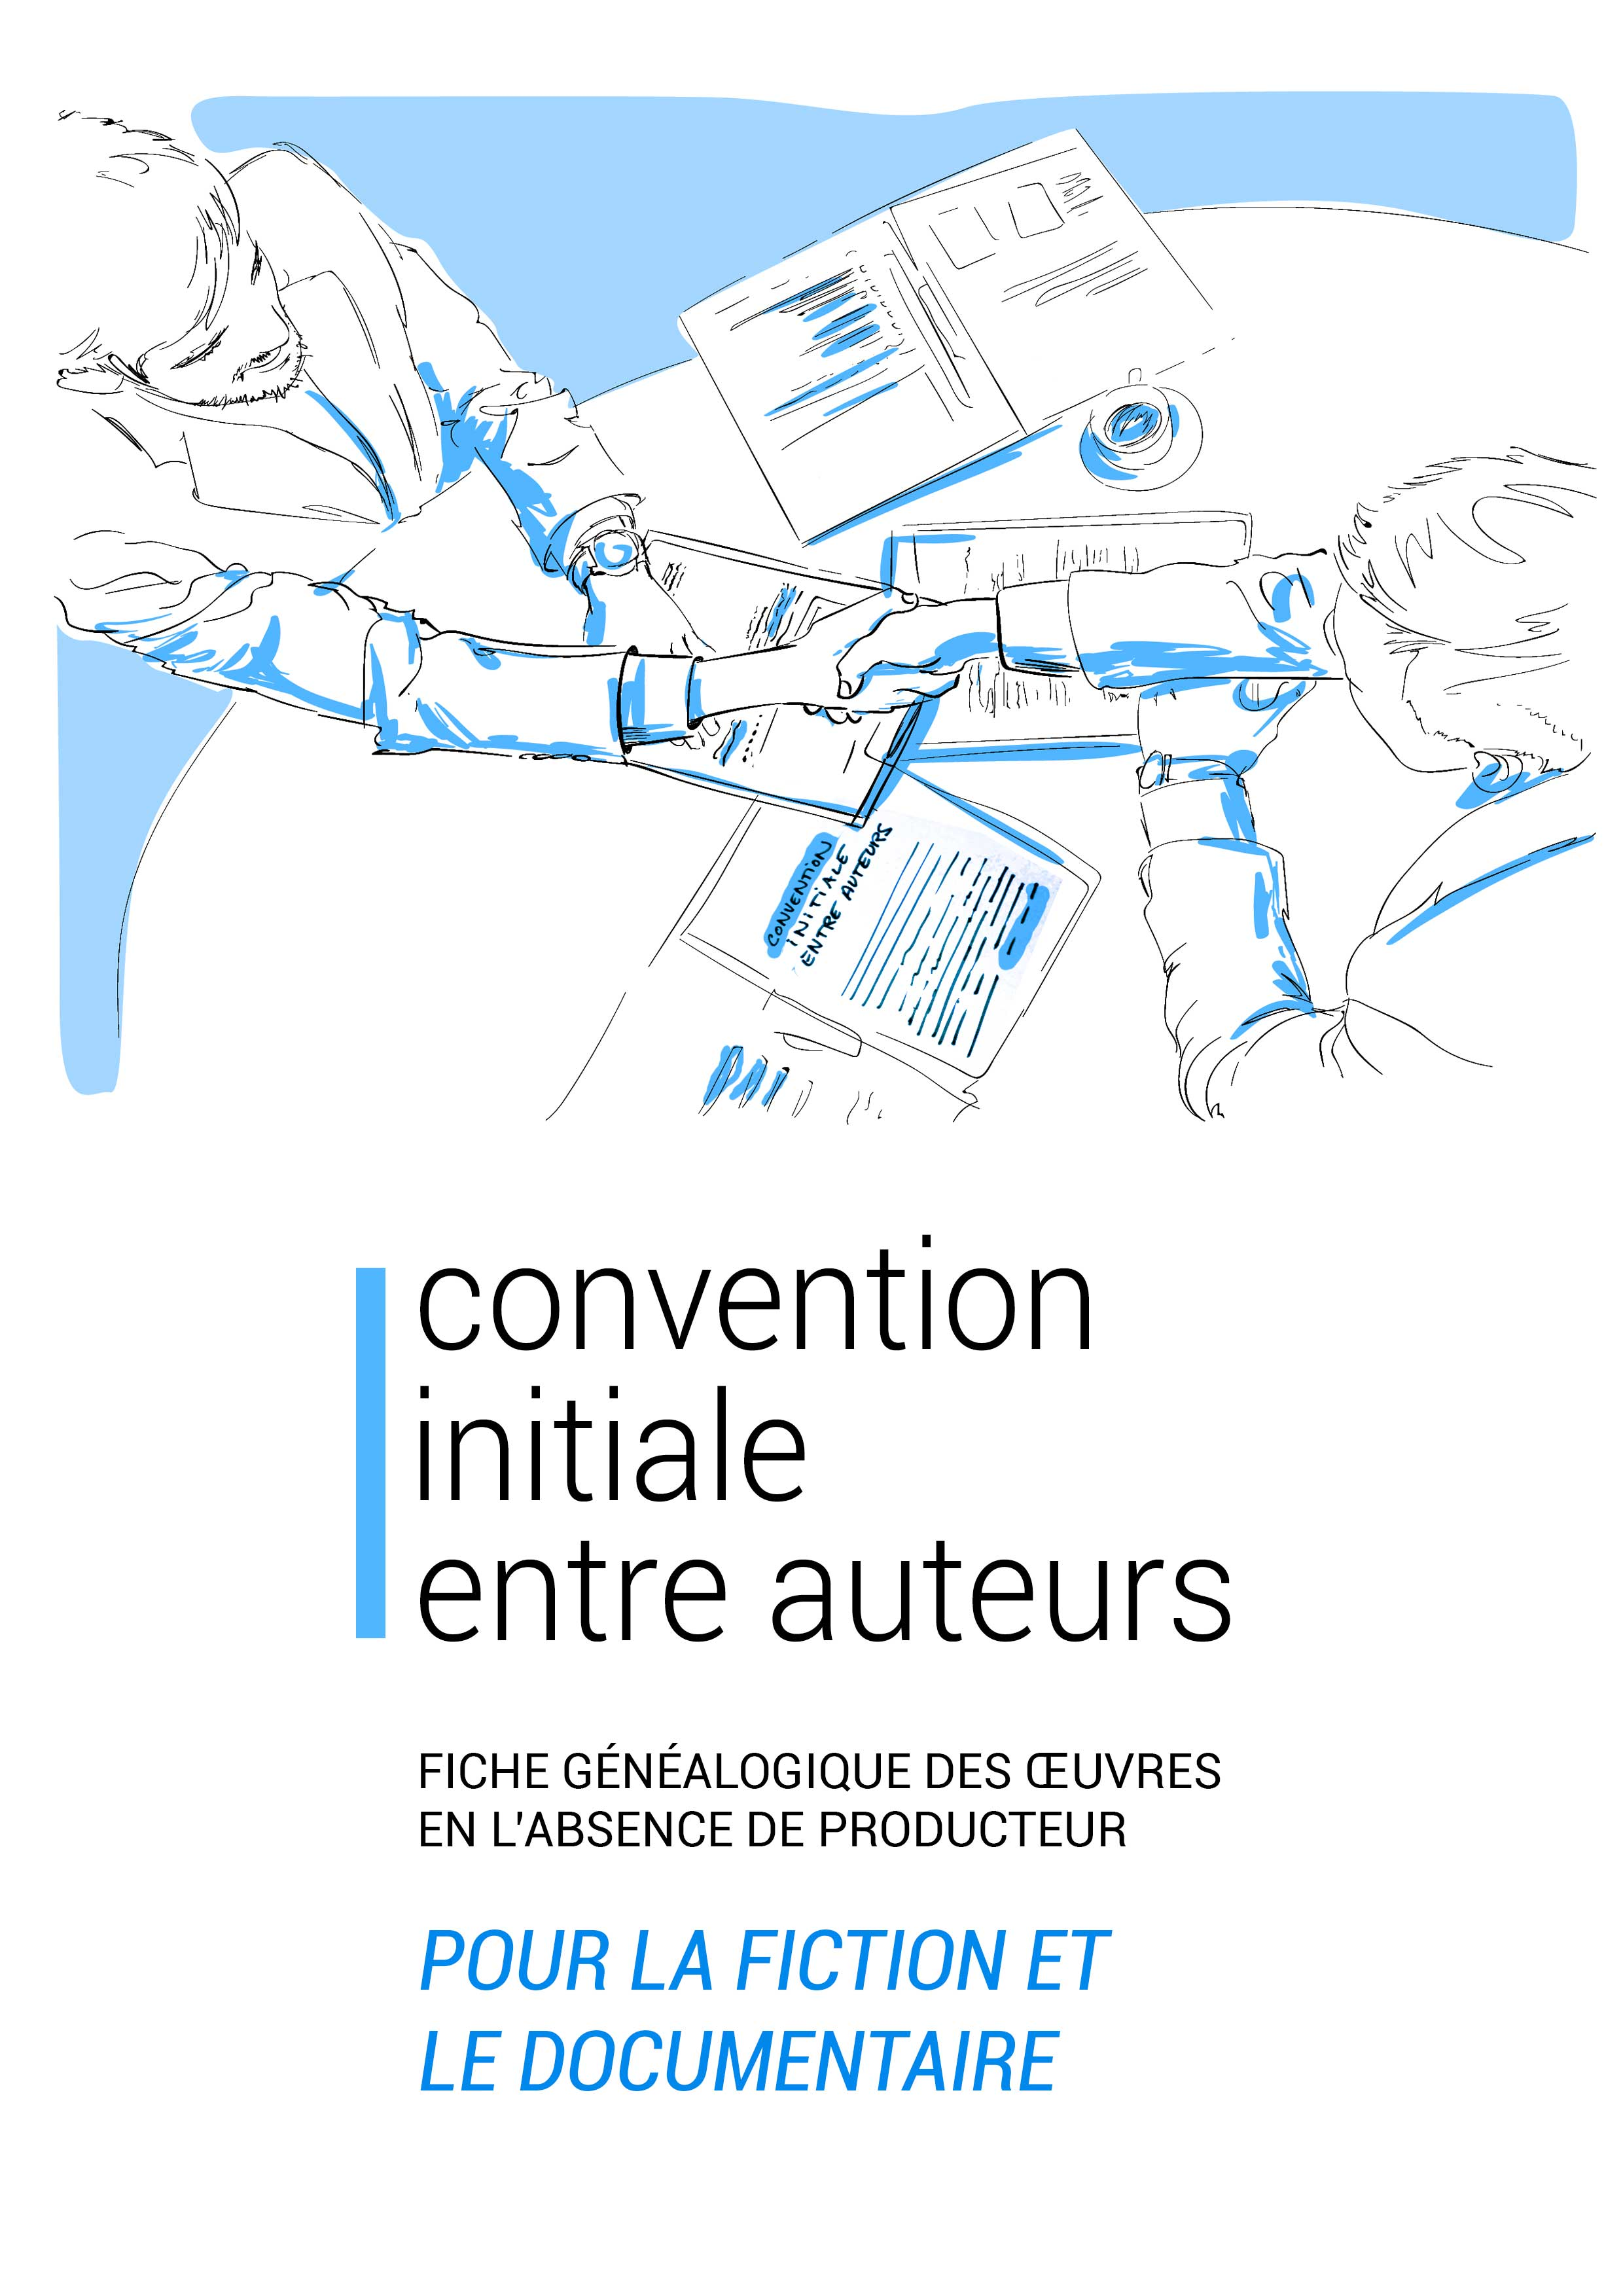 CONVENTION
INITIALE
ENTRE AUTEURS
convention
initiale
entre auteurs
FICHE GÉNÉALOGIQUE DES ŒUVRES
EN L'ABSENCE DE PRODUCTEUR
POUR LA FICTION ET
LE DOCUMENTAIRE